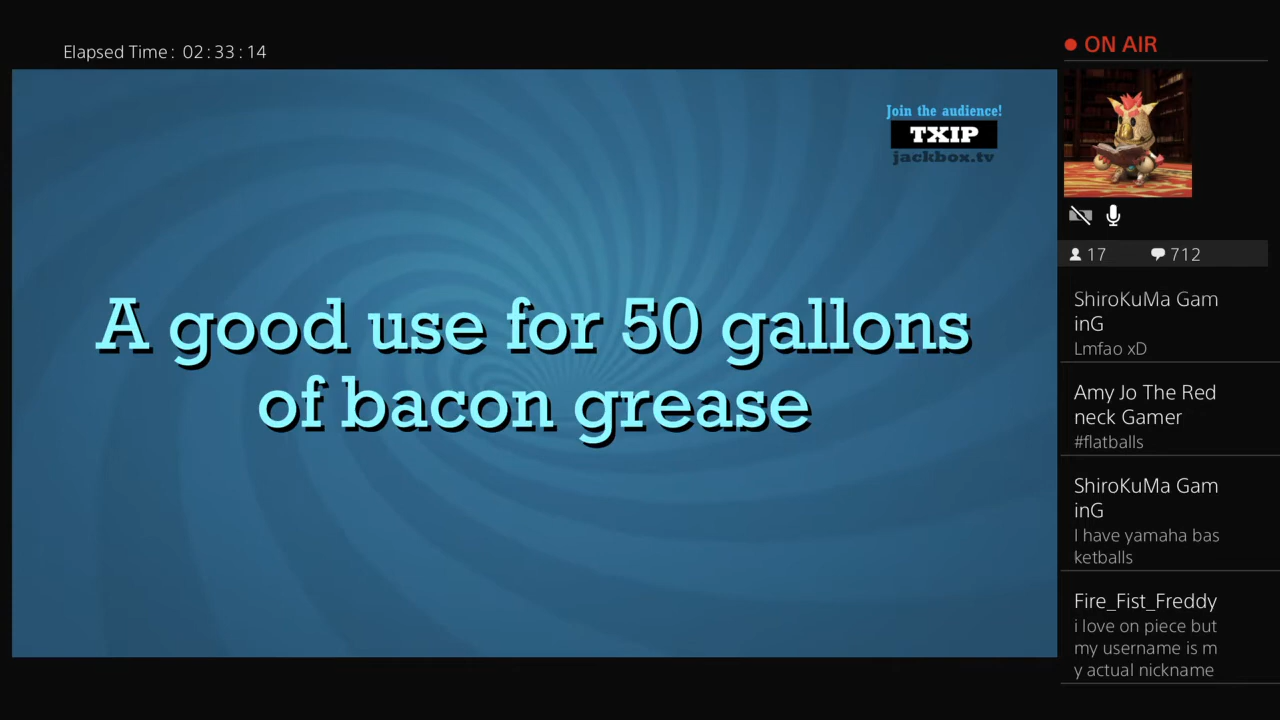 Elapsed Time: 02:33:14
ON AIR
Join the audience!
TXIP
jackbox.tv
A good use for 50 gallons
of bacon grease
17 712
ShiroKuMa Gam
inG
Lmfao xD
Amy Jo The Red
neck Gamer
#flatballs
ShiroKuMa Gam
inG
I have yamaha bas
ketballs
Fire_Fist_Freddy
i love on piece but
my username is m
y actual nickname